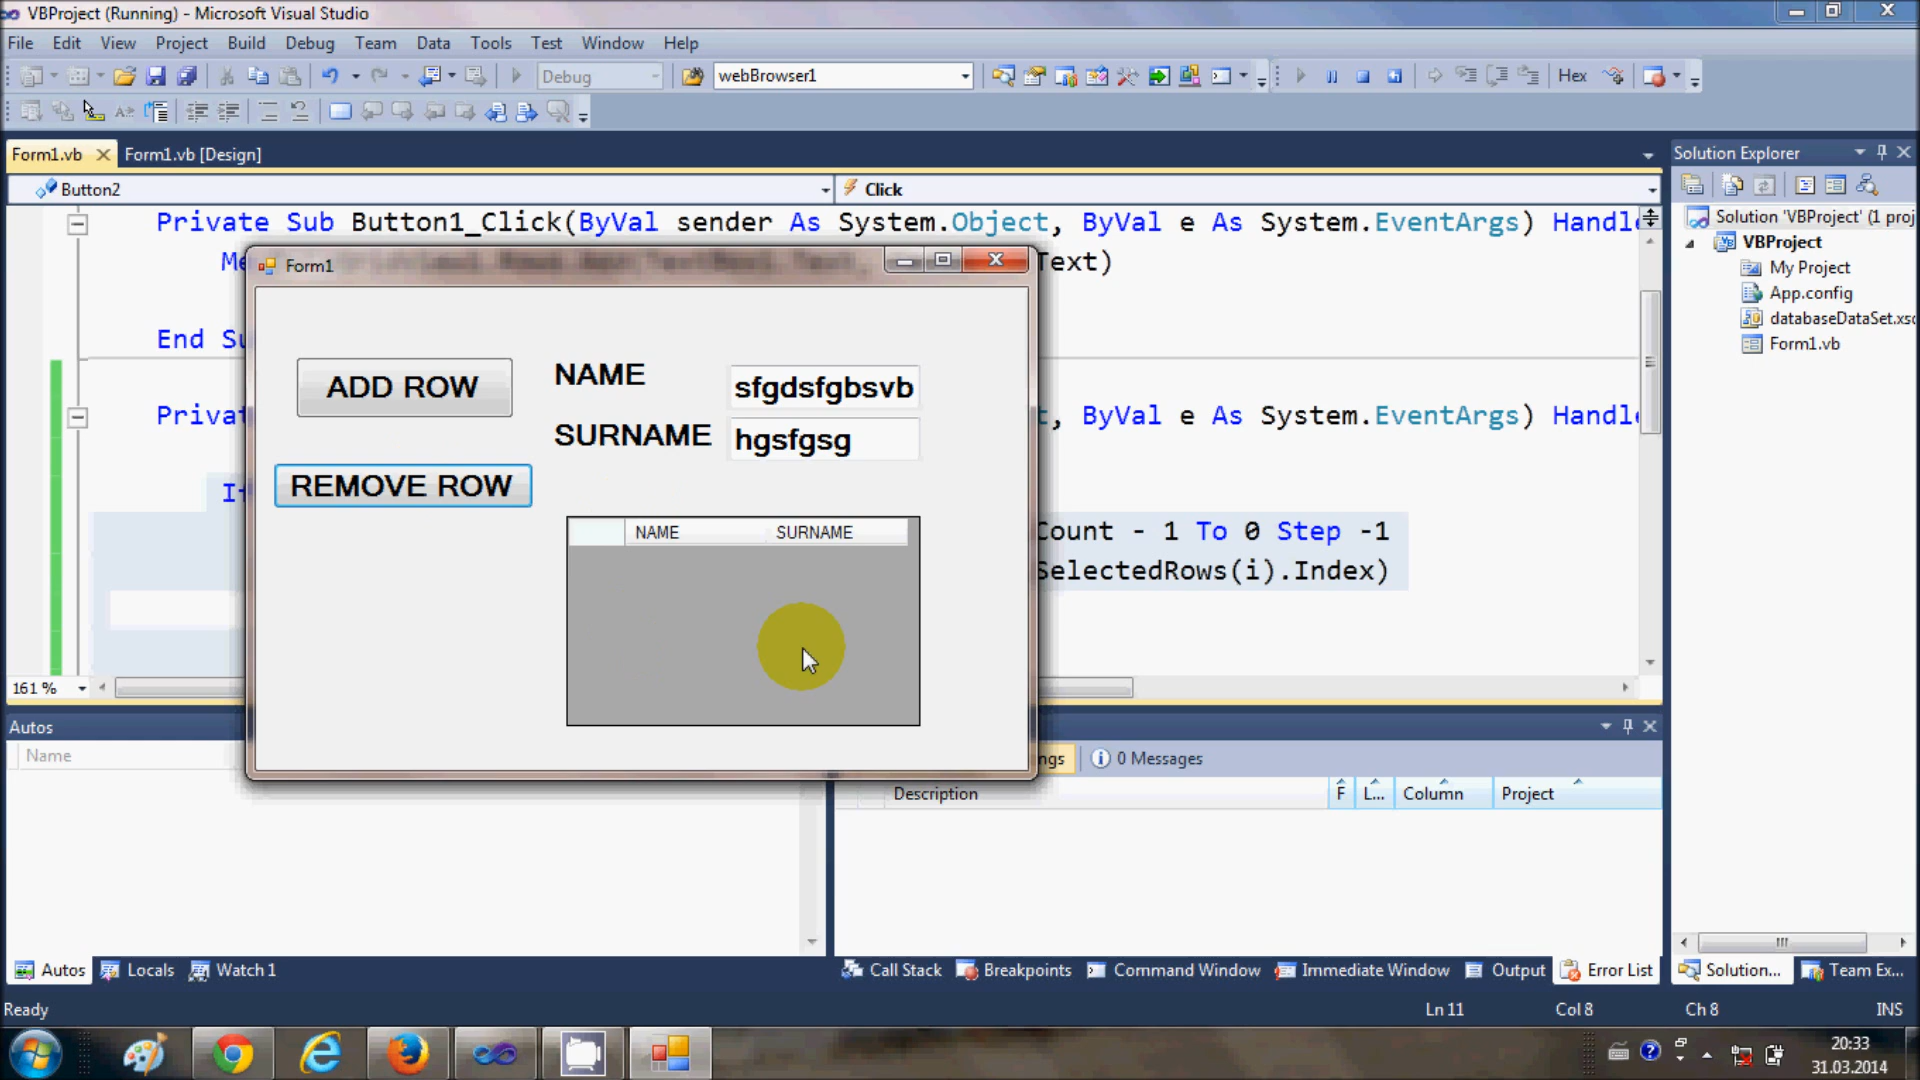 VBProject (Running) - Microsoft Visual Studio
File Edit View Project Build Debug Team Data Tools Test Window Help
Debug webBrowser1 Hex
Form1.vb Form1.vb [Design]
Button2 Click
Private Sub Button1_Click(ByVal sender As System.Object, ByVal e As System.EventArgs) Handle
Me Text)
End Su
Privat t, ByVal e As System.EventArgs) Handle
If
Count - 1 To 0 Step -1
SelectedRows(i).Index)
161 %
Form1
ADD ROW
REMOVE ROW
NAME sfgdsfgbsvb
SURNAME hgsfgsg
NAME SURNAME
Solution Explorer
Solution 'VBProject' (1 proj
VBProject
My Project
App.config
databaseDataSet.xsd
Form1.vb
Autos
Name
ngs 0 Messages
Description F L... Column Project
Autos Locals Watch 1
Call Stack Breakpoints Command Window Immediate Window Output Error List
Solution... Team Ex...
Ready Ln 11 Col 8 Ch 8 INS
20:33
31.03.2014